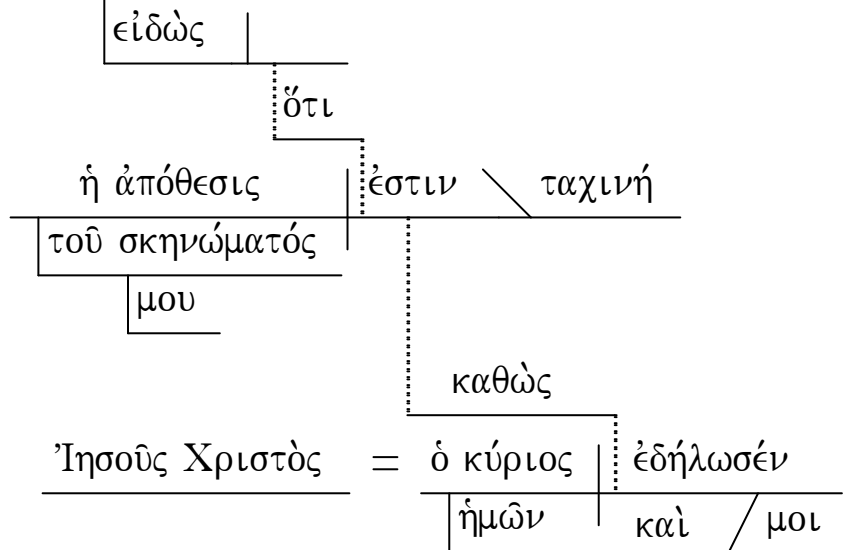 εἰδὼς
ὅτι
ἡ ἀπόθεσις ἐστιν ταχινή
τοῦ σκηνώματός
μου
καθὼς
Ἰησοῦς Χριστὸς = ὁ κύριος ἐδήλωσέν
ἡμῶν καὶ μοι